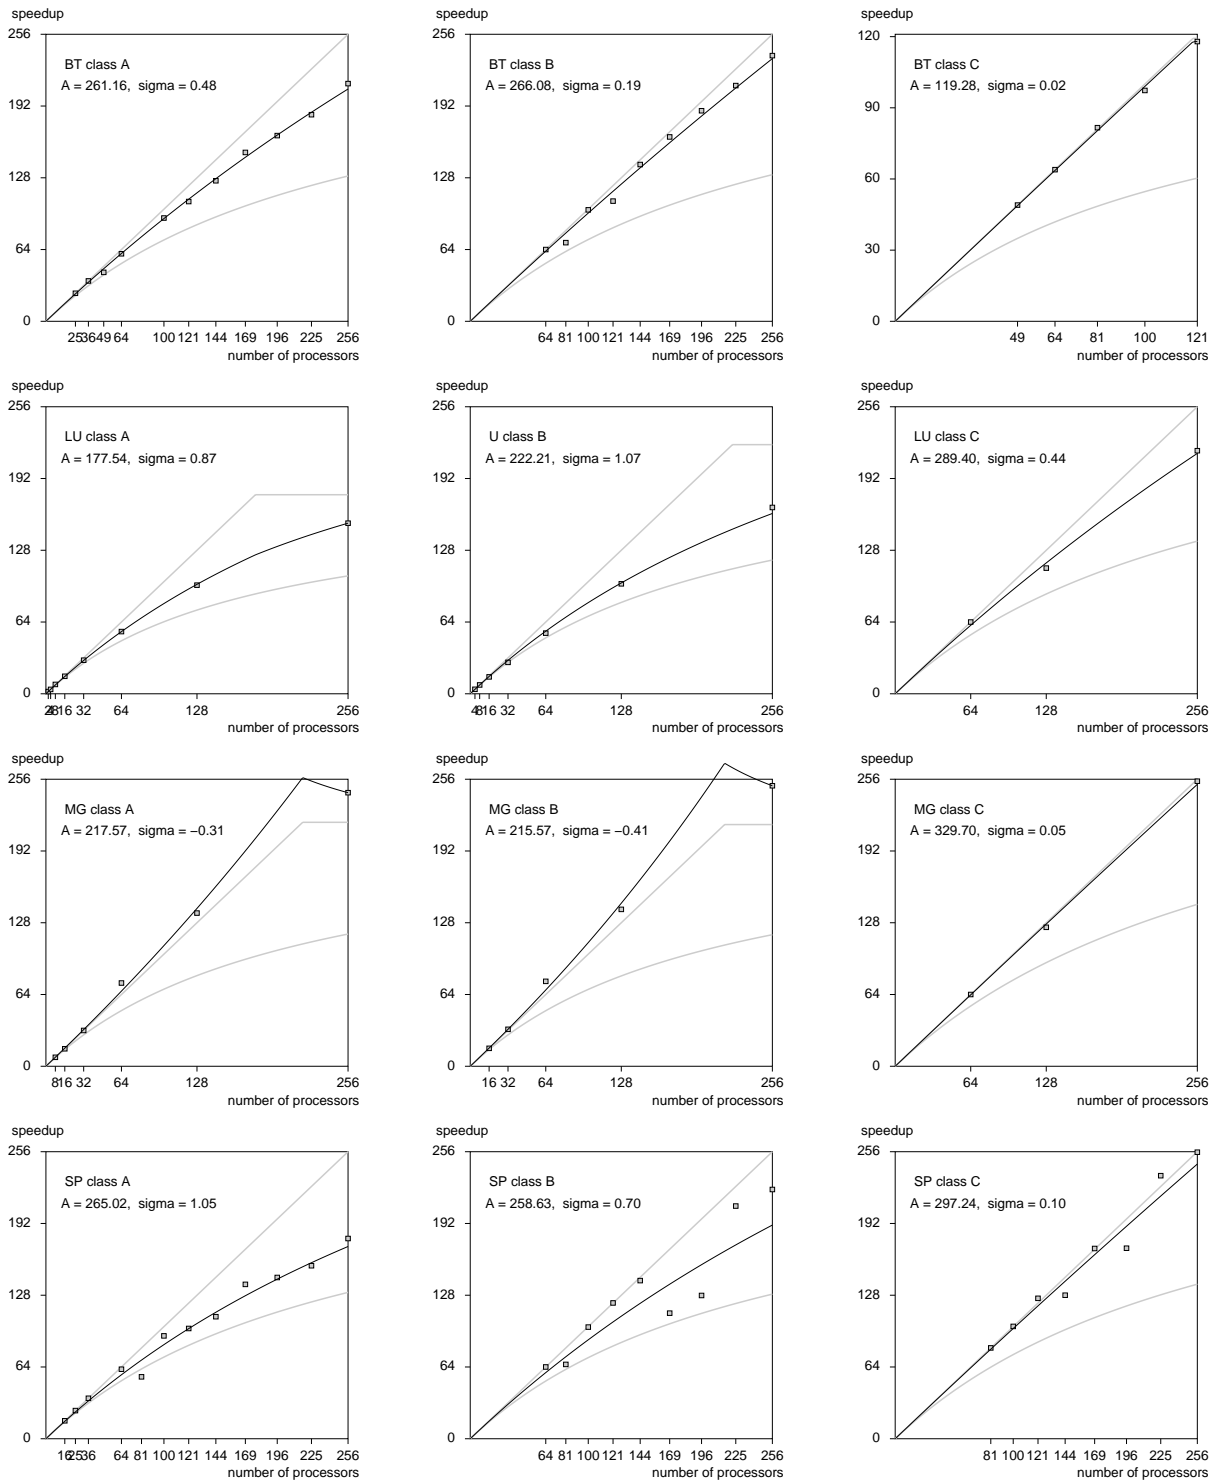 speedup
256
192
128
64
0
BT class A
A = 261.16, sigma = 0.48
25 36 49 64 100 121 144 169 196 225 256
number of processors
speedup
256
192
128
64
0
BT class B
A = 266.08, sigma = 0.19
64 81 100 121 144 169 196 225 256
number of processors
speedup
120
90
60
30
0
BT class C
A = 119.28, sigma = 0.02
49 64 81 100 121
number of processors
speedup
256
192
128
64
0
LU class A
A = 177.54, sigma = 0.87
2 4 8 16 32 64 128 256
number of processors
speedup
256
192
128
64
0
U class B
A = 222.21, sigma = 1.07
4 8 16 32 64 128 256
number of processors
speedup
256
192
128
64
0
LU class C
A = 289.40, sigma = 0.44
64 128 256
number of processors
speedup
256
192
128
64
0
MG class A
A = 217.57, sigma = −0.31
8 16 32 64 128 256
number of processors
speedup
256
192
128
64
0
MG class B
A = 215.57, sigma = −0.41
16 32 64 128 256
number of processors
speedup
256
192
128
64
0
MG class C
A = 329.70, sigma = 0.05
64 128 256
number of processors
speedup
256
192
128
64
0
SP class A
A = 265.02, sigma = 1.05
16 25 36 64 81 100 121 144 169 196 225 256
number of processors
speedup
256
192
128
64
0
SP class B
A = 258.63, sigma = 0.70
64 81 100 121 144 169 196 225 256
number of processors
speedup
256
192
128
64
0
SP class C
A = 297.24, sigma = 0.10
81 100 121 144 169 196 225 256
number of processors